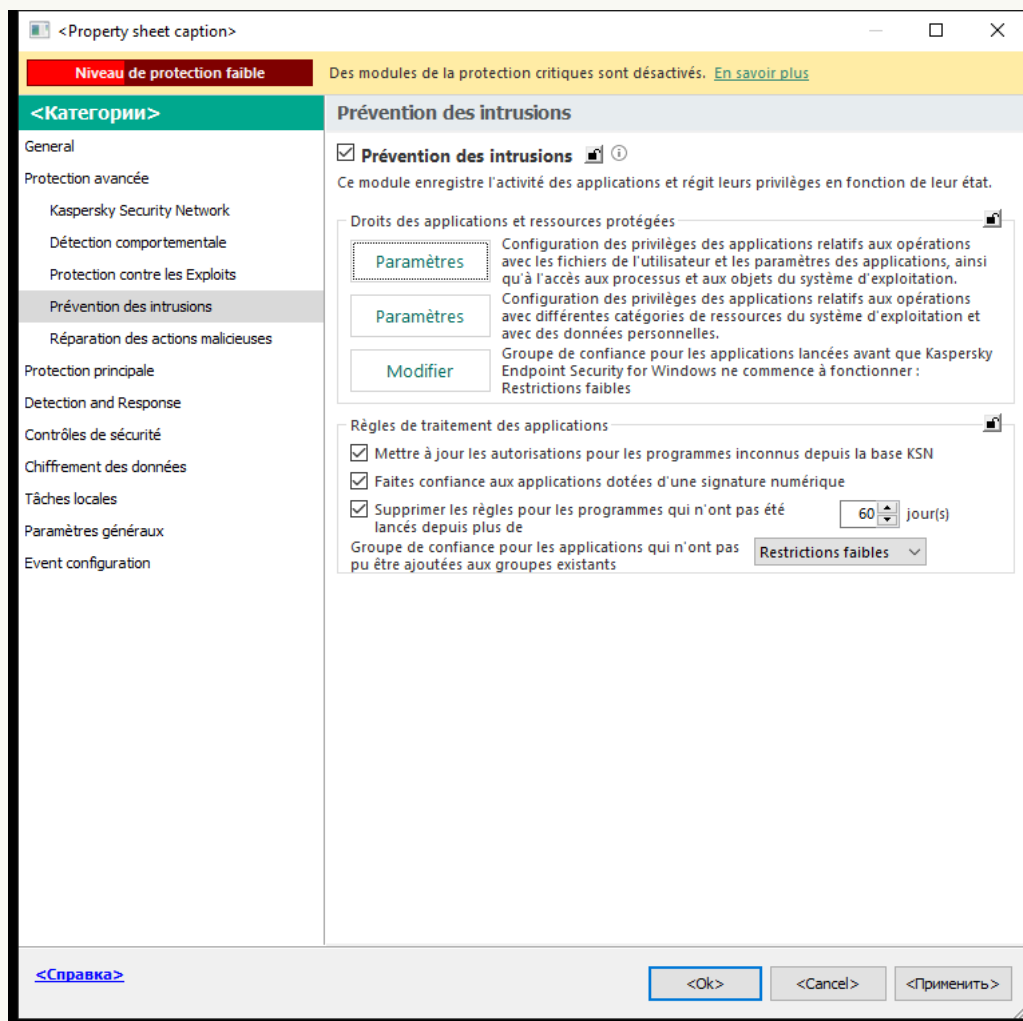 <Property sheet caption>
Niveau de protection faible
Des modules de la protection critiques sont désactivés. En savoir plus
<Категории>
General
Protection avancée
Kaspersky Security Network
Détection comportementale
Protection contre les Exploits
Prévention des intrusions
Réparation des actions malicieuses
Protection principale
Detection and Response
Contrôles de sécurité
Chiffrement des données
Tâches locales
Paramètres généraux
Event configuration
Prévention des intrusions
Prévention des intrusions
Ce module enregistre l'activité des applications et régit leurs privilèges en fonction de leur état.
Droits des applications et ressources protégées
Paramètres
Configuration des privilèges des applications relatifs aux opérations
avec les fichiers de l'utilisateur et les paramètres des applications, ainsi
qu'à l'accès aux processus et aux objets du système d'exploitation.
Paramètres
Configuration des privilèges des applications relatifs aux opérations
avec différentes catégories de ressources du système d'exploitation et
avec des données personnelles.
Modifier
Groupe de confiance pour les applications lancées avant que Kaspersky
Endpoint Security for Windows ne commence à fonctionner :
Restrictions faibles
Règles de traitement des applications
Mettre à jour les autorisations pour les programmes inconnus depuis la base KSN
Faites confiance aux applications dotées d'une signature numérique
Supprimer les règles pour les programmes qui n'ont pas été
lancés depuis plus de
60 jour(s)
Groupe de confiance pour les applications qui n'ont pas
pu être ajoutées aux groupes existants
Restrictions faibles
<Справка>
<Ok>
<Cancel>
<Применить>